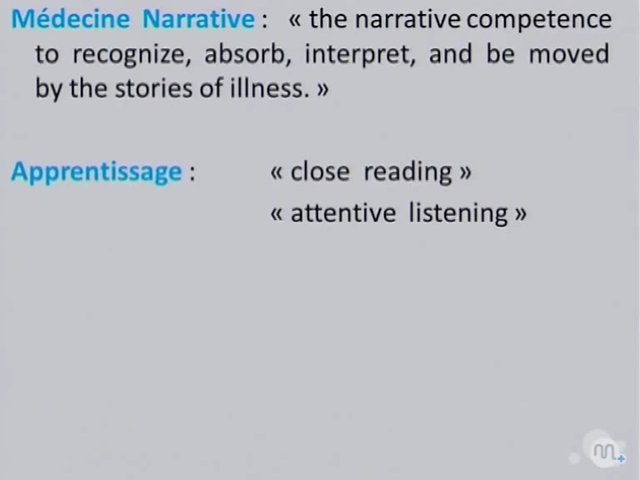 Médecine Narrative : « the narrative competence
to recognize, absorb, interpret, and be moved
by the stories of illness. »
Apprentissage : « close reading »
« attentive listening »